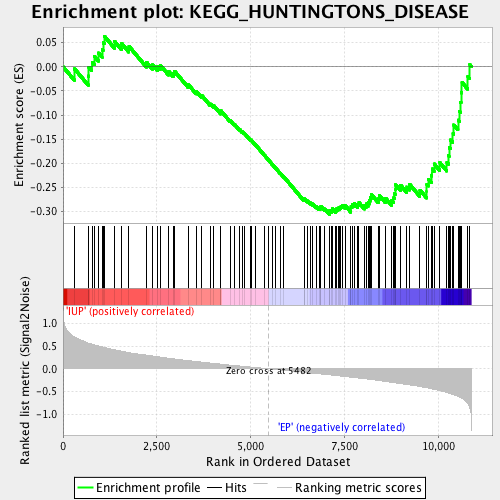 Enrichment plot: KEGG_HUNTINGTONS_DISEASE
Enrichment score (ES)
0.05
0.00
-0.05
-0.10
-0.15
-0.20
-0.25
-0.30
'IUP' (positively correlated)
Ranked list metric (Signal2Noise)
1.0
0.5
0.0
-0.5
-1.0
Zero cross at 5482
'EP' (negatively correlated)
0
2,500
5,000
7,500
10,000
Rank in Ordered Dataset
Enrichment profile
Hits
Ranking metric scores